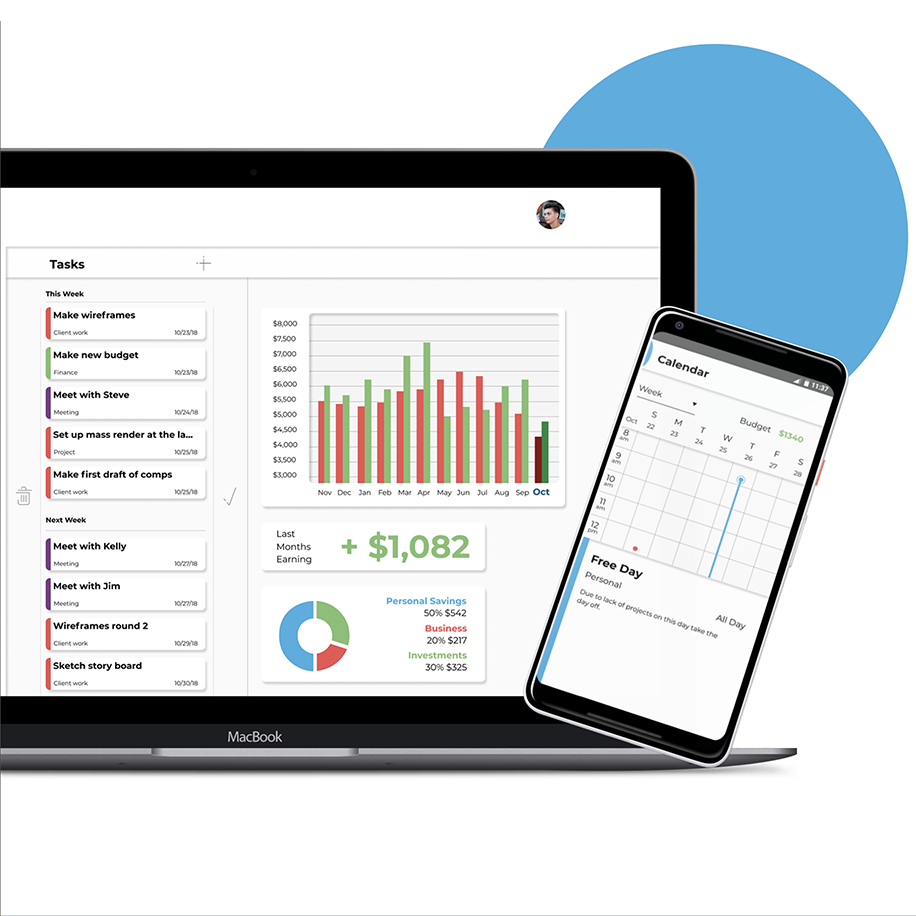 Tasks
This Week
Make wireframes
Client work 10/23/18
Make new budget
Finance 10/23/18
Meet with Steve
Meeting 10/24/18
Set up mass render at the la...
Project 10/25/18
Make first draft of comps
Client work 10/25/18
Next Week
Meet with Kelly
Meeting 10/27/18
Meet with Jim
Meeting 10/27/18
Wireframes round 2
Client work 10/29/18
Sketch story board
Client work 10/30/18
$8,000
$7,500
$7,000
$6,500
$6,000
$5,500
$5,000
$4,500
$4,000
$3,500
$3,000
Nov Dec Jan Feb Mar Apr May Jun Jul Aug Sep Oct
Last
Months
Earning
+ $1,082
Personal Savings
50% $542
Business
20% $217
Investments
30% $325
MacBook
11:37
Calendar
Week
Budget $1340
S M T W T F S
Oct 22 23 24 25 26 27 28
8
am
9
am
10
am
11
am
12
pm
Free Day
Personal
All Day
Due to lack of projects on this day take the
day off.